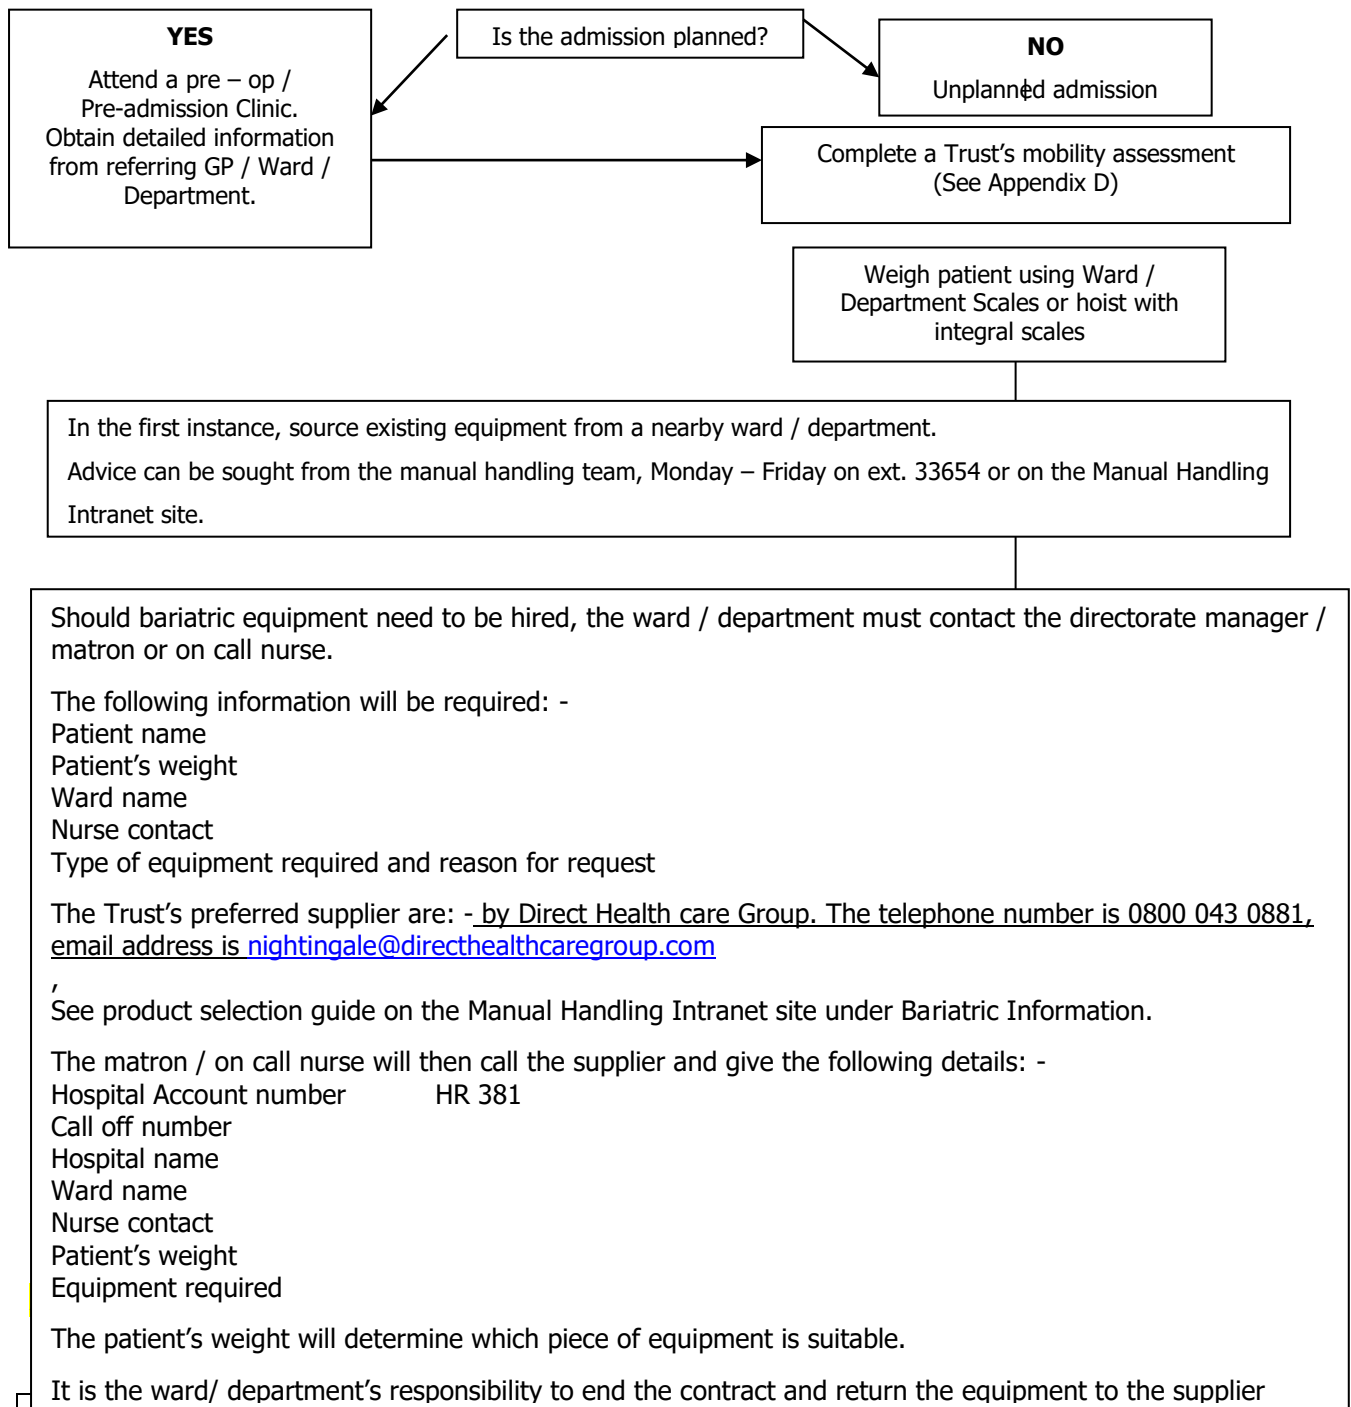 Is the admission planned?
YES
Attend a pre – op /
Pre-admission Clinic.
Obtain detailed information
from referring GP / Ward /
Department.
NO
Unplanned admission
Complete a Trust’s mobility assessment
(See Appendix D)
Weigh patient using Ward /
Department Scales or hoist with
integral scales
In the first instance, source existing equipment from a nearby ward / department.
Advice can be sought from the manual handling team, Monday – Friday on ext. 33654 or on the Manual Handling
Intranet site.
Should bariatric equipment need to be hired, the ward / department must contact the directorate manager /
matron or on call nurse.
The following information will be required: -
Patient name
Patient’s weight
Ward name
Nurse contact
Type of equipment required and reason for request
The Trust’s preferred supplier are: - by Direct Health care Group. The telephone number is 0800 043 0881,
email address is nightingale@directhealthcaregroup.com
,
See product selection guide on the Manual Handling Intranet site under Bariatric Information.
The matron / on call nurse will then call the supplier and give the following details: -
Hospital Account number HR 381
Call off number
Hospital name
Ward name
Nurse contact
Patient’s weight
Equipment required
The patient’s weight will determine which piece of equipment is suitable.
It is the ward/ department’s responsibility to end the contract and return the equipment to the supplier